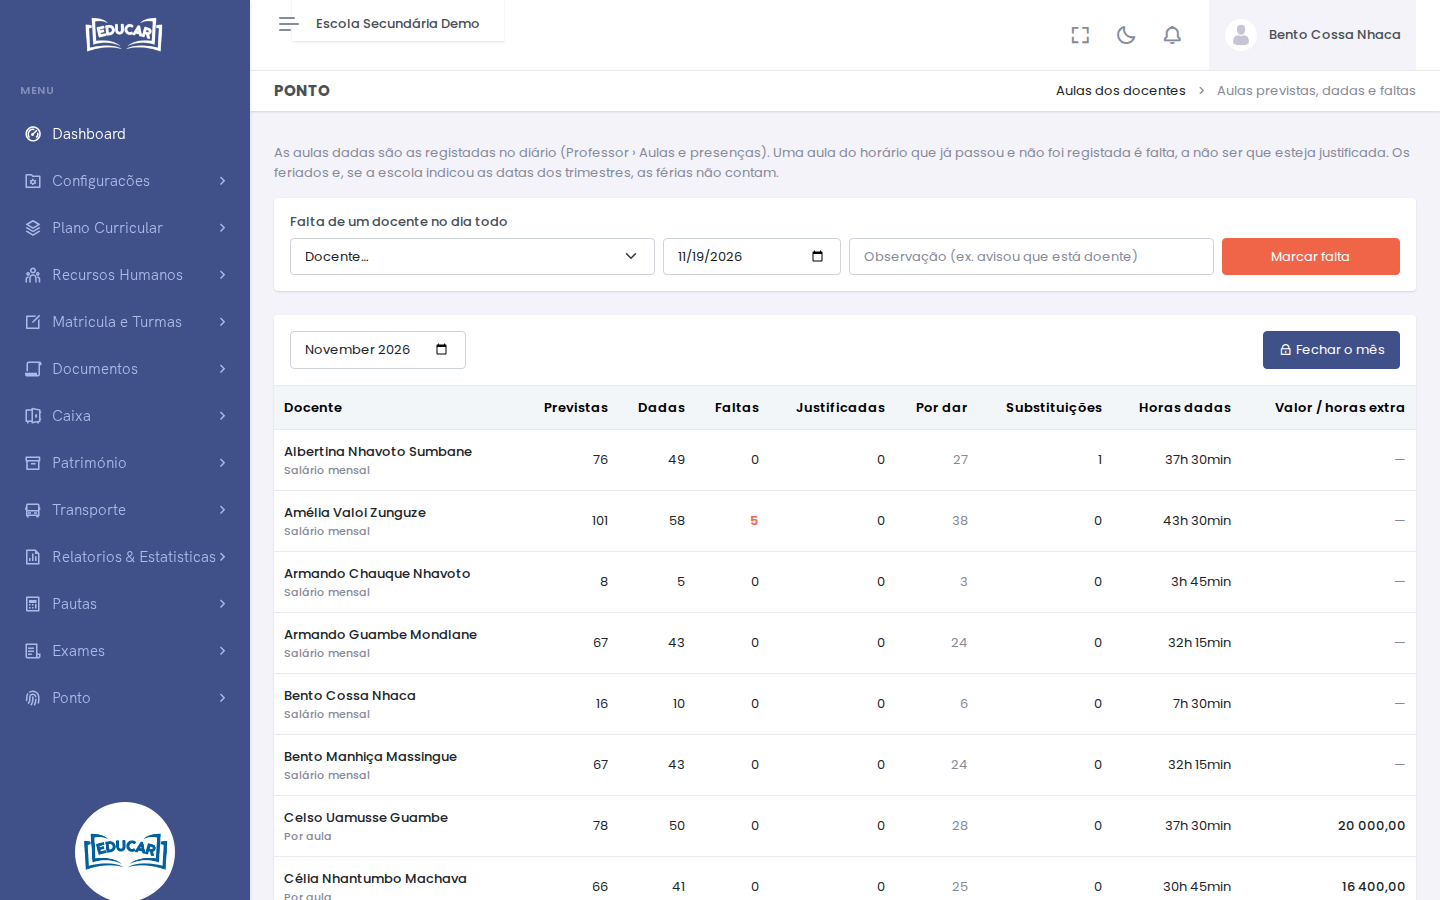 EDUCAR
Escola Secundária Demo
Bento Cossa Nhaca
MENU
PONTO
Aulas dos docentes > Aulas previstas, dadas e faltas
Dashboard
Configuracões
Plano Curricular
Recursos Humanos
Matricula e Turmas
Documentos
Caixa
Património
Transporte
Relatorios & Estatisticas
Pautas
Exames
Ponto
EDUCAR
As aulas dadas são as registadas no diário (Professor › Aulas e presenças). Uma aula do horário que já passou e não foi registada é falta, a não ser que esteja justificada. Os
feriados e, se a escola indicou as datas dos trimestres, as férias não contam.
Falta de um docente no dia todo
Docente... 11/19/2026 Observação (ex. avisou que está doente) Marcar falta
November 2026 Fechar o mês
Docente Previstas Dadas Faltas Justificadas Por dar Substituições Horas dadas Valor / horas extra
Albertina Nhavoto Sumbane 76 49 0 0 27 1 37h 30min —
Salário mensal
Amélia Valoi Zunguze 101 58 5 0 38 0 43h 30min —
Salário mensal
Armando Chauque Nhavoto 8 5 0 0 3 0 3h 45min —
Salário mensal
Armando Guambe Mondlane 67 43 0 0 24 0 32h 15min —
Salário mensal
Bento Cossa Nhaca 16 10 0 0 6 0 7h 30min —
Salário mensal
Bento Manhiça Massingue 67 43 0 0 24 0 32h 15min —
Salário mensal
Celso Uamusse Guambe 78 50 0 0 28 0 37h 30min 20 000,00
Por aula
Célia Nhantumbo Machava 66 41 0 0 25 0 30h 45min 16 400,00
Por aula